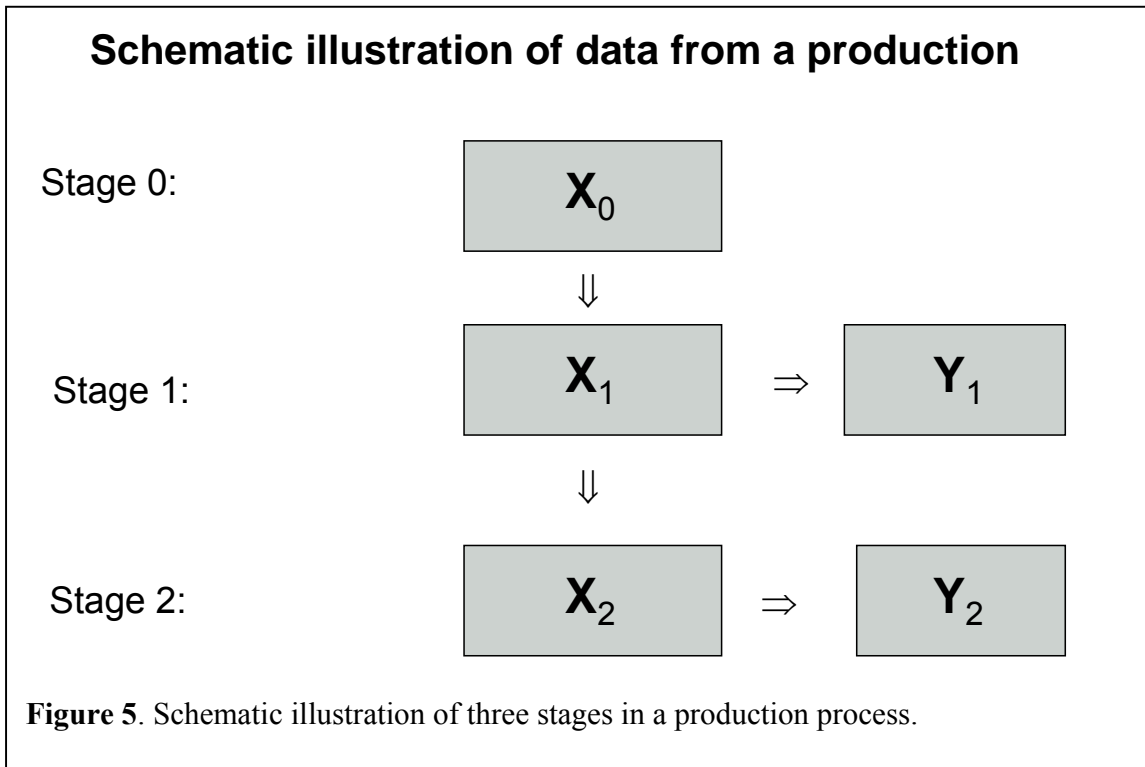 Schematic illustration of data from a production
Stage 0:
X₀
⇓
Stage 1:
X₁ ⇒ Y₁
⇓
Stage 2:
X₂ ⇒ Y₂
Figure 5. Schematic illustration of three stages in a production process.